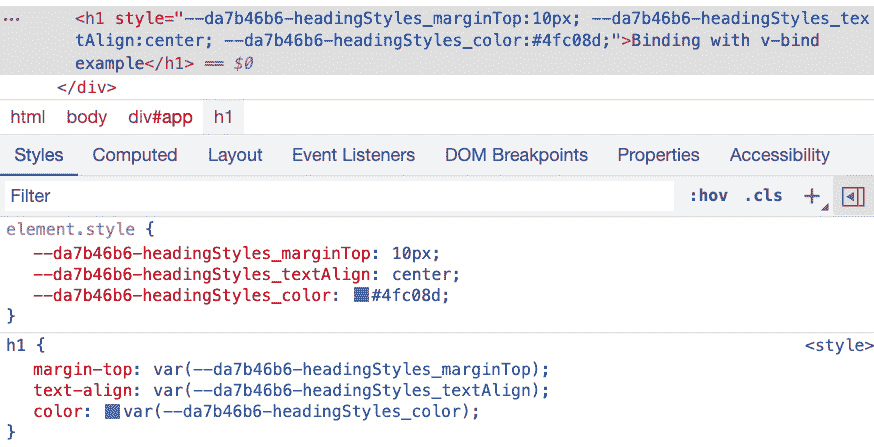 ... <h1 style="--da7b46b6-headingStyles_marginTop:10px; --da7b46b6-headingStyles_tex
tAlign:center; --da7b46b6-headingStyles_color:#4fc08d;">Binding with v-bind
example</h1> == $0
</div>
html body div#app h1
Styles Computed Layout Event Listeners DOM Breakpoints Properties Accessibility
Filter :hov .cls +
element.style {
--da7b46b6-headingStyles_marginTop: 10px;
--da7b46b6-headingStyles_textAlign: center;
--da7b46b6-headingStyles_color: #4fc08d;
}
h1 { <style>
margin-top: var(--da7b46b6-headingStyles_marginTop);
text-align: var(--da7b46b6-headingStyles_textAlign);
color: var(--da7b46b6-headingStyles_color);
}